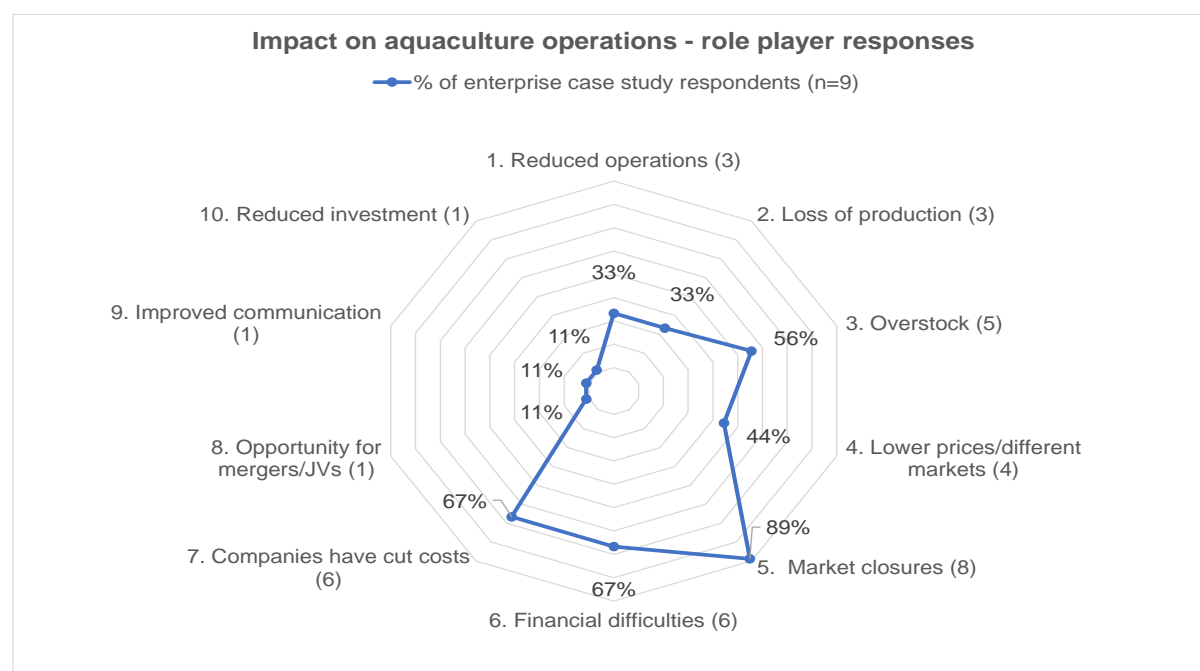 Impact on aquaculture operations - role player responses
% of enterprise case study respondents (n=9)
1. Reduced operations (3)
10. Reduced investment (1)
2. Loss of production (3)
33%
33%
9. Improved communication
(1)
3. Overstock (5)
56%
11%
11%
11%
44%
8. Opportunity for
mergers/JVs (1)
4. Lower prices/different
markets (4)
67%
89%
7. Companies have cut costs
(6)
5.  Market closures (8)
67%
6. Financial difficulties (6)